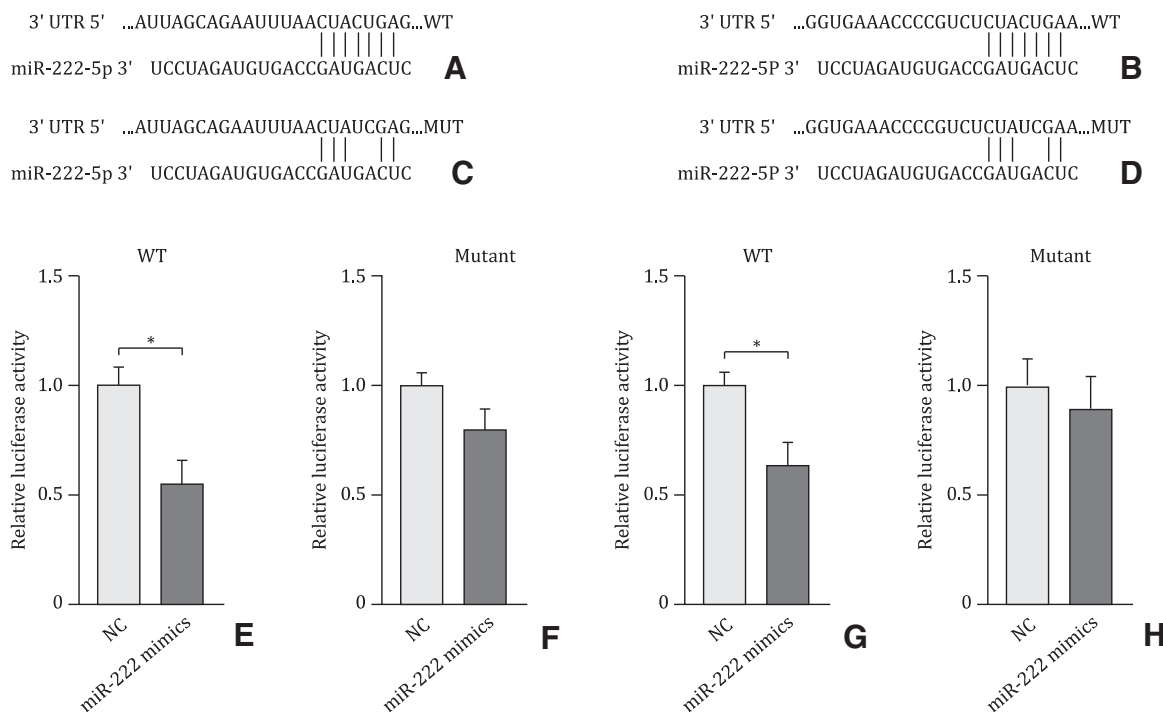 3' UTR 5' ...AUUAGCAGAAUUUAACUACUGAG...WT
miR-222-5p 3' UCCUAGAUGUGACCGAUGACUC
A
3' UTR 5' ...GGUGAAACCCCGUCUCUACUGAA...WT
miR-222-5P 3' UCCUAGAUGUGACCGAUGACUC
B
3' UTR 5' ...AUUAGCAGAAUUUAACUAUCGAG...MUT
miR-222-5p 3' UCCUAGAUGUGACCGAUGACUC
C
3' UTR 5' ...GGUGAAACCCCGUCUCUAUCGAA...MUT
miR-222-5P 3' UCCUAGAUGUGACCGAUGACUC
D
WT
Relative luciferase activity
1.5
1.0
0.5
0
*
NC
miR-222 mimics
E
Mutant
Relative luciferase activity
1.5
1.0
0.5
0
NC
miR-222 mimics
F
WT
Relative luciferase activity
1.5
1.0
0.5
0
*
NC
miR-222 mimics
G
Mutant
Relative luciferase activity
1.5
1.0
0.5
0
NC
miR-222 mimics
H